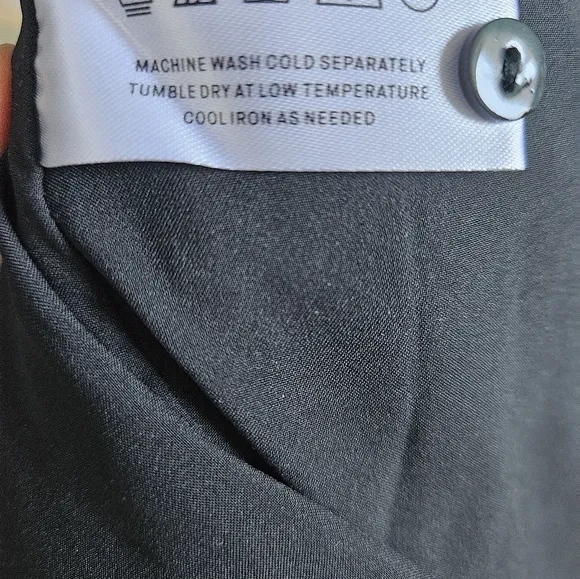 MACHINE WASH COLD SEPARATELY
TUMBLE DRY AT LOW TEMPERATURE
COOL IRON AS NEEDED